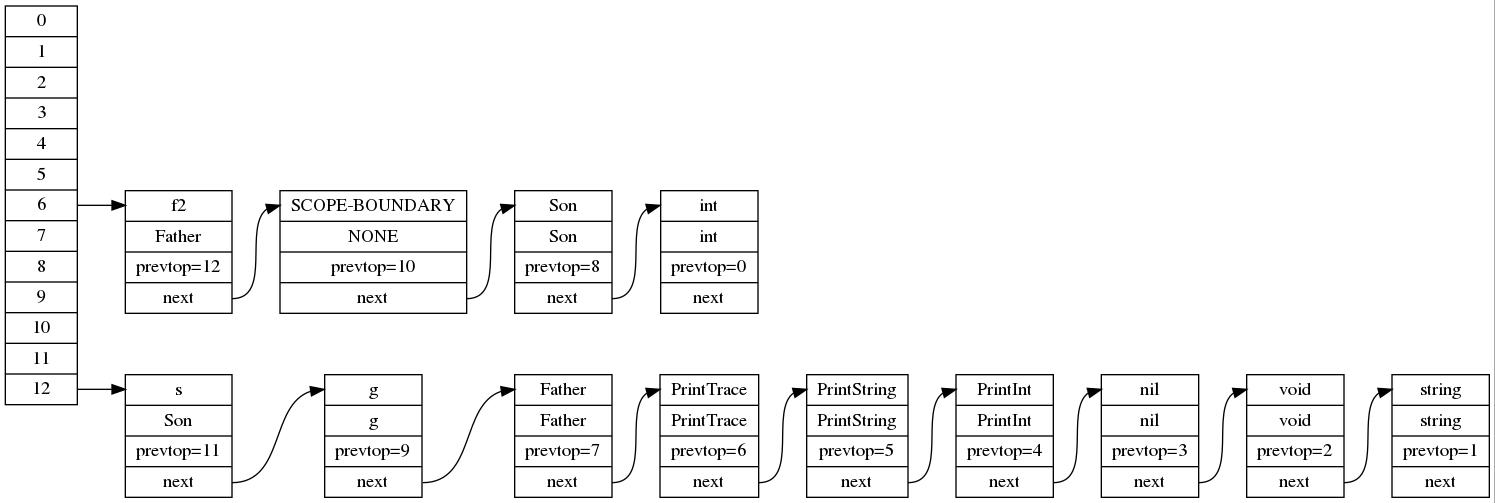 0
1
2
3
4
5
6
7
8
9
10
11
12
f2
Father
prevtop=12
next
SCOPE-BOUNDARY
NONE
prevtop=10
next
Son
Son
prevtop=8
next
int
int
prevtop=0
next
s
Son
prevtop=11
next
g
g
prevtop=9
next
Father
Father
prevtop=7
next
PrintTrace
PrintTrace
prevtop=6
next
PrintString
PrintString
prevtop=5
next
PrintInt
PrintInt
prevtop=4
next
nil
nil
prevtop=3
next
void
void
prevtop=2
next
string
string
prevtop=1
next